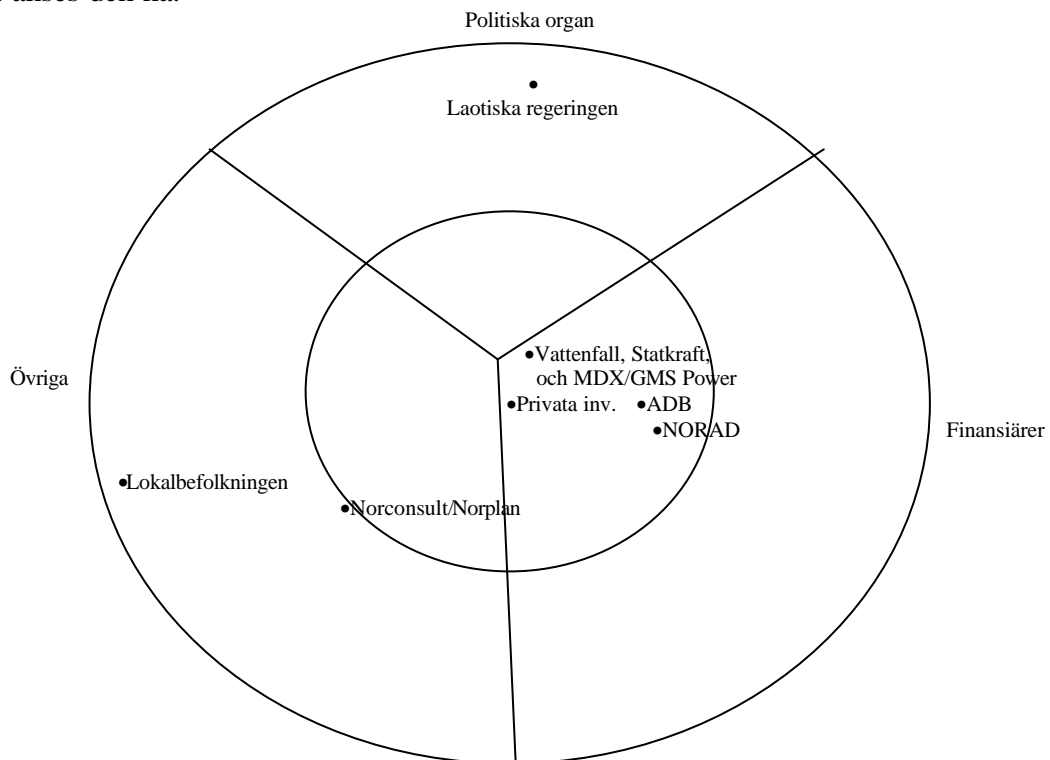 Politiska organ
Laotiska regeringen
Vattenfall, Statkraft,
och MDX/GMS Power
Övriga
Privata inv.
ADB
NORAD
Finansiärer
Lokalbefolkningen
Norconsult/Norplan